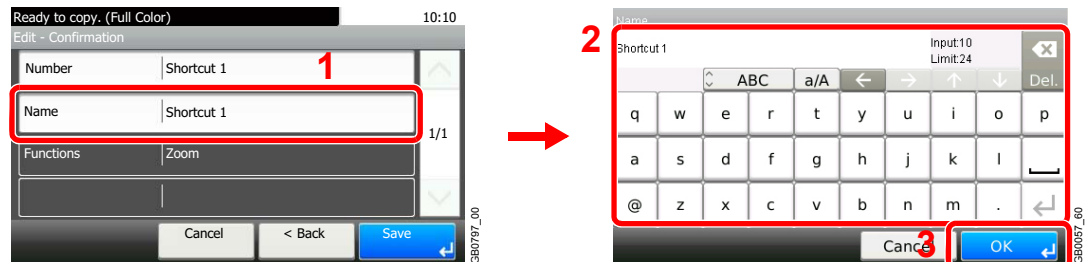 Ready to copy. (Full Color) 10:10
Edit - Confirmation
Number Shortcut 1
1
Name Shortcut 1
1/1
Functions Zoom
Cancel < Back Save
GB0797_00
Name
2
Shortcut 1 Input:10
Limit:24
ABC a/A ← → ↑ ↓ Del.
q w e r t y u i o p
a s d f g h j k l
@ z x c v b n m .
Cancel OK
3
GB0057_60